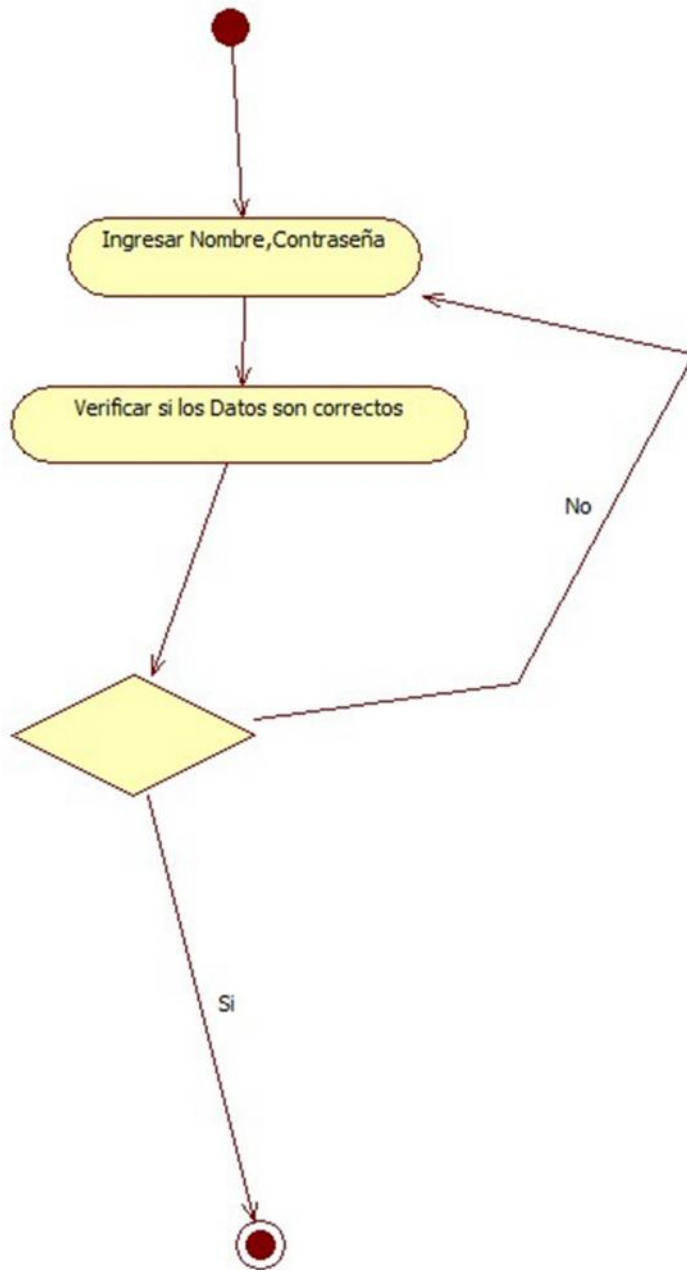 Ingresar Nombre,Contraseña
Verificar si los Datos son correctos
No
Si